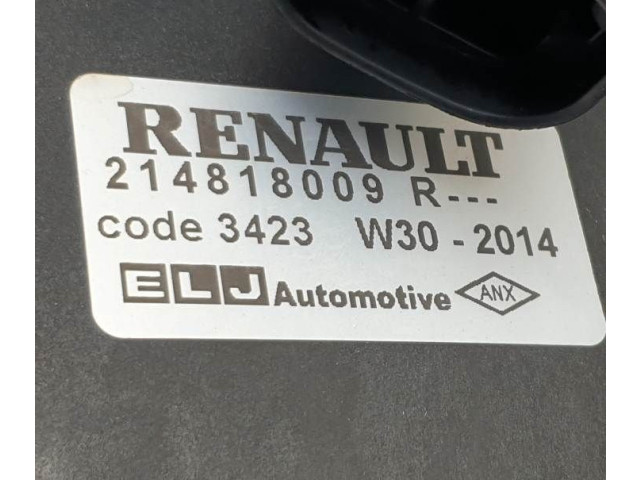 RENAULT
214818009 R---
code 3423 W30 - 2014
ELJ Automotive ANX